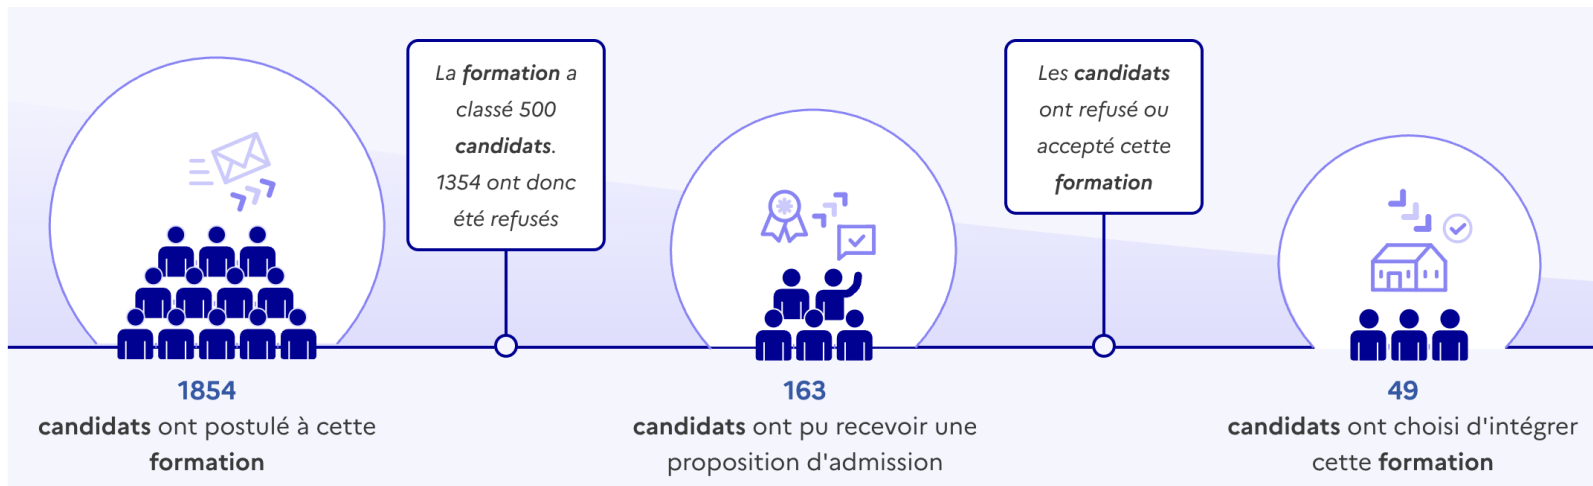 La formation a
classé 500
candidats.
1354 ont donc
été refusés
Les candidats
ont refusé ou
accepté cette
formation
1854
candidats ont postulé à cette
formation
163
candidats ont pu recevoir une
proposition d'admission
49
candidats ont choisi d'intégrer
cette formation